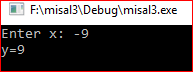 F:\misal3\Debug\misal3.exe
Enter x: -9
y=9